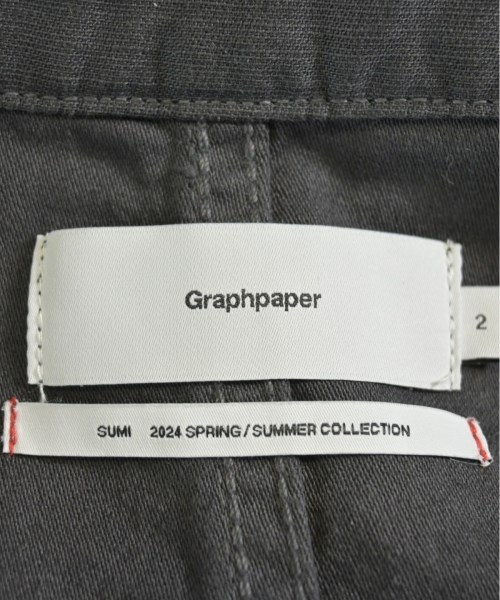 Graphpaper
2
SUMI 2024 SPRING / SUMMER COLLECTION